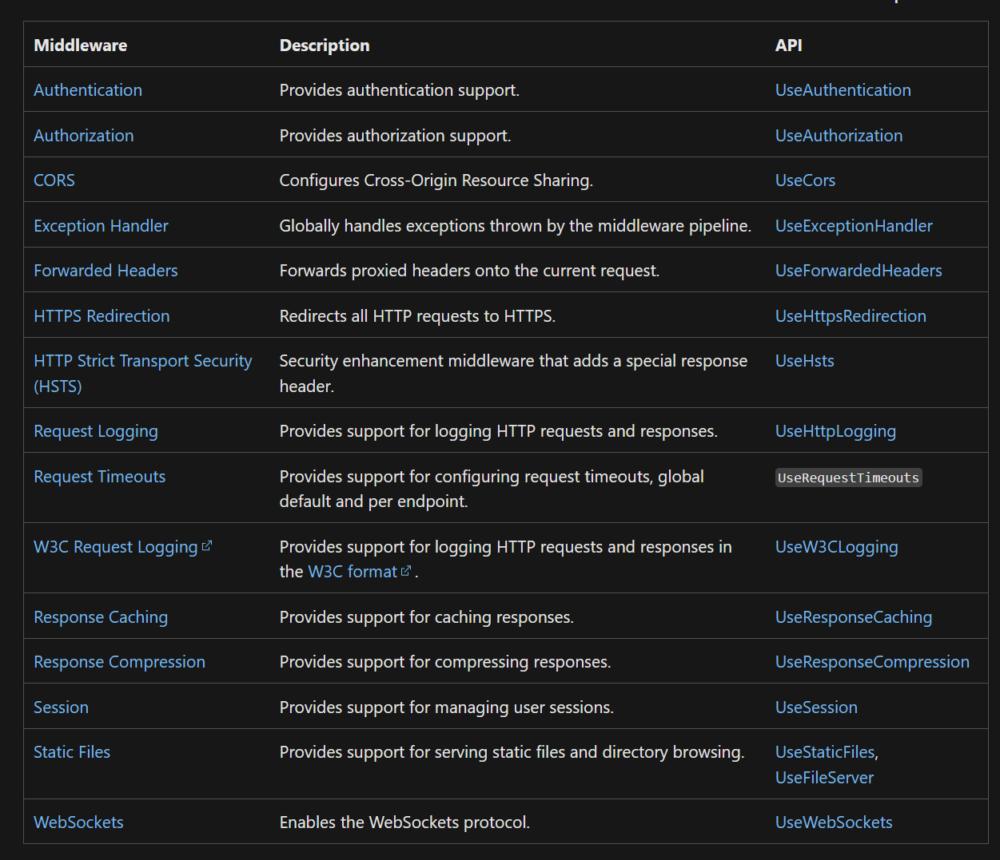 Middleware Description API
Authentication Provides authentication support. UseAuthentication
Authorization Provides authorization support. UseAuthorization
CORS Configures Cross-Origin Resource Sharing. UseCors
Exception Handler Globally handles exceptions thrown by the middleware pipeline. UseExceptionHandler
Forwarded Headers Forwards proxied headers onto the current request. UseForwardedHeaders
HTTPS Redirection Redirects all HTTP requests to HTTPS. UseHttpsRedirection
HTTP Strict Transport Security Security enhancement middleware that adds a special response UseHsts
(HSTS) header.
Request Logging Provides support for logging HTTP requests and responses. UseHttpLogging
Request Timeouts Provides support for configuring request timeouts, global UseRequestTimeouts
default and per endpoint.
W3C Request Logging Provides support for logging HTTP requests and responses in UseW3CLogging
the W3C format .
Response Caching Provides support for caching responses. UseResponseCaching
Response Compression Provides support for compressing responses. UseResponseCompression
Session Provides support for managing user sessions. UseSession
Static Files Provides support for serving static files and directory browsing. UseStaticFiles,
UseFileServer
WebSockets Enables the WebSockets protocol. UseWebSockets